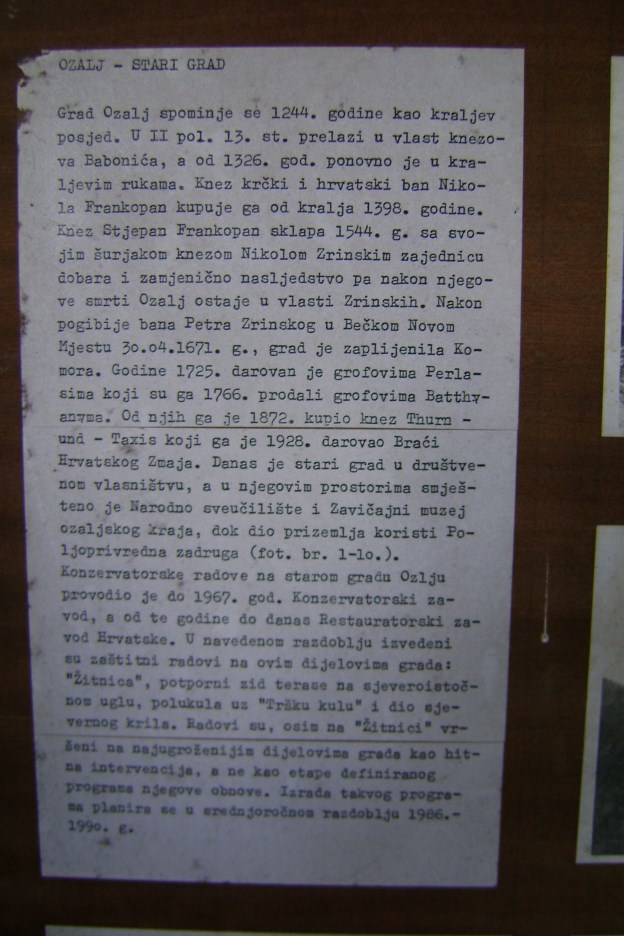 OZALJ - STARI GRAD
Grad Ozalj spominje se 1244. godine kao kraljev
posjed. U II pol. 13. st. prelazi u vlast knezo-
va Babonića, a od 1326. god. ponovno je u kra-
ljevim rukama. Knez krčki i hrvatski ban Niko-
la Frankopan kupuje ga od kralja 1398. godine.
Knez Stjepan Frankopan sklapa 1544. g. sa svo-
jim šurjakom knezom Nikolom Zrinskim zajednicu
dobara i zamjenično nasljedstvo pa nakon njego-
ve smrti Ozalj ostaje u vlasti Zrinskih. Nakon
pogibije bana Petra Zrinskog u Bečkom Novom
Mjestu 3o.o4.1671. g., grad je zaplijenila Ko-
mora. Godine 1725. darovan je grofovima Perla-
sima koji su ga 1766. prodali grofovima Batthy-
anyma. Od njih ga je 1872. kupio knez Thurn -
und - Taxis koji ga je 1928. darovao Braći
Hrvatskog Zmaja. Danas je stari grad u društve-
nom vlasništvu, a u njegovim prostorima smješ-
teno je Narodno sveučilište i Zavičajni muzej
ozaljskog kraja, dok dio prizemlja koristi Po-
ljoprivredna zadruga (fot. br. 1-1o.).
Konzervatorske radove na starom gradu Ozlju
provodio je do 1967. god. Konzervatorski za-
vod, a od te godine do danas Restauratorski za-
vod Hrvatske. U navedenom razdoblju izvedeni
su zaštitni radovi na ovim dijelovima grada:
"Žitnica", potporni zid terase na sjeveroistoč-
nom uglu, polukula uz "Tršku kulu" i dio sje-
vernog krila. Radovi su, osim na "Žitnici" vr-
šeni na najugroženijim dijelovima grada kao hit-
na intervencija, a ne kao etape definiranog
programa njegove obnove. Izrada takvog progra-
ma planira se u srednjoročnom razdoblju 1986.-
199o. g.